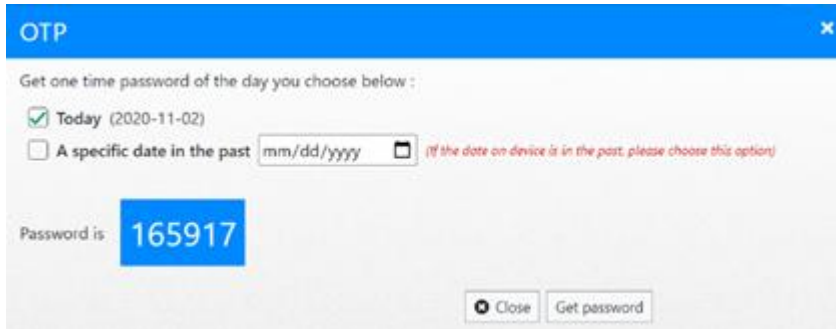 OTP
Get one time password of the day you choose below :
Today (2020-11-02)
A specific date in the past mm/dd/yyyy (If the date on device is in the past, please choose this option)
Password is 165917
Close Get password